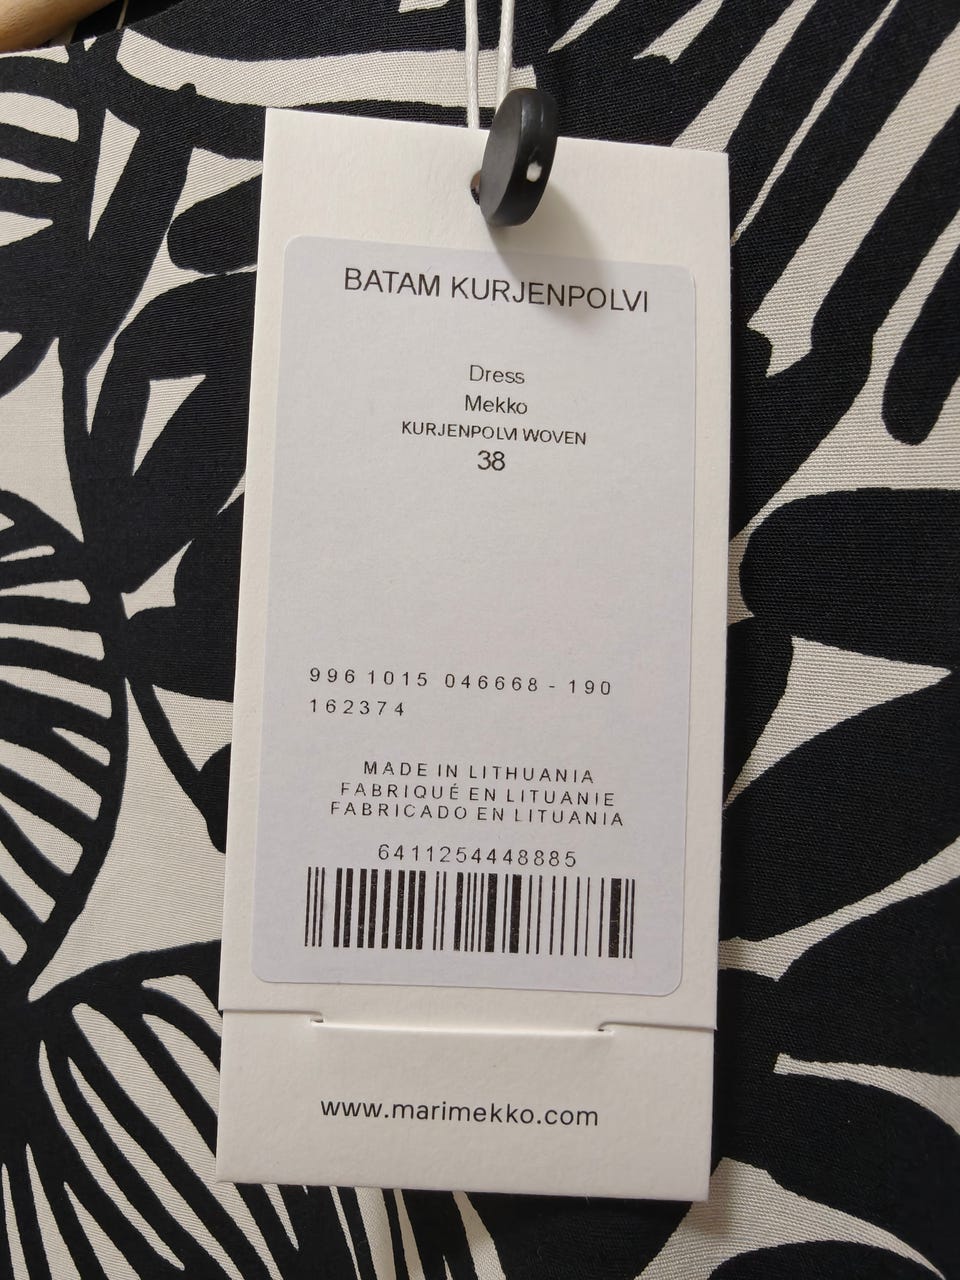 BATAM KURJENPOLVI
Dress
Mekko
KURJENPOLVI WOVEN
38
996 1015 046668 - 190
162374
MADE IN LITHUANIA
FABRIQUÉ EN LITUANIE
FABRICADO EN LITUANIA
6411254448885
www.marimekko.com